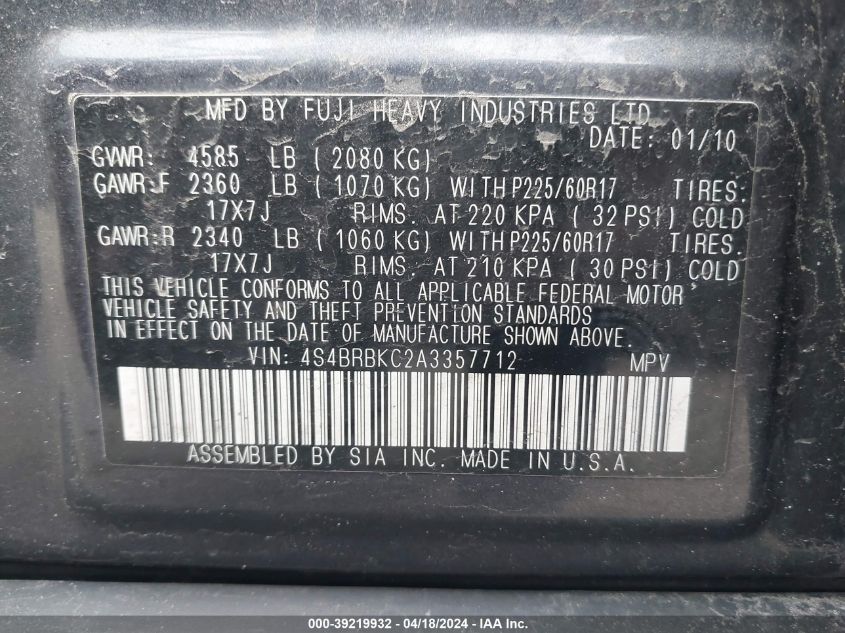 MFD BY FUJI HEAVY INDUSTRIES LTD.
DATE: 01/10
GVWR: 4585 LB ( 2080 KG)
GAWR:F 2360 LB ( 1070 KG) WITH P225/60R17 TIRES:
17X7J RIMS. AT 220 KPA ( 32 PSI) COLD
GAWR:R 2340 LB ( 1060 KG) WITH P225/60R17 TIRES:
17X7J RIMS. AT 210 KPA ( 30 PSI) COLD
THIS VEHICLE CONFORMS TO ALL APPLICABLE FEDERAL MOTOR
VEHICLE SAFETY AND THEFT PREVENTION STANDARDS
IN EFFECT ON THE DATE OF MANUFACTURE SHOWN ABOVE.
VIN: 4S4BRBKC2A3357712 MPV
ASSEMBLED BY SIA INC. MADE IN U.S.A.
000-39219932 - 04/18/2024 - IAA Inc.